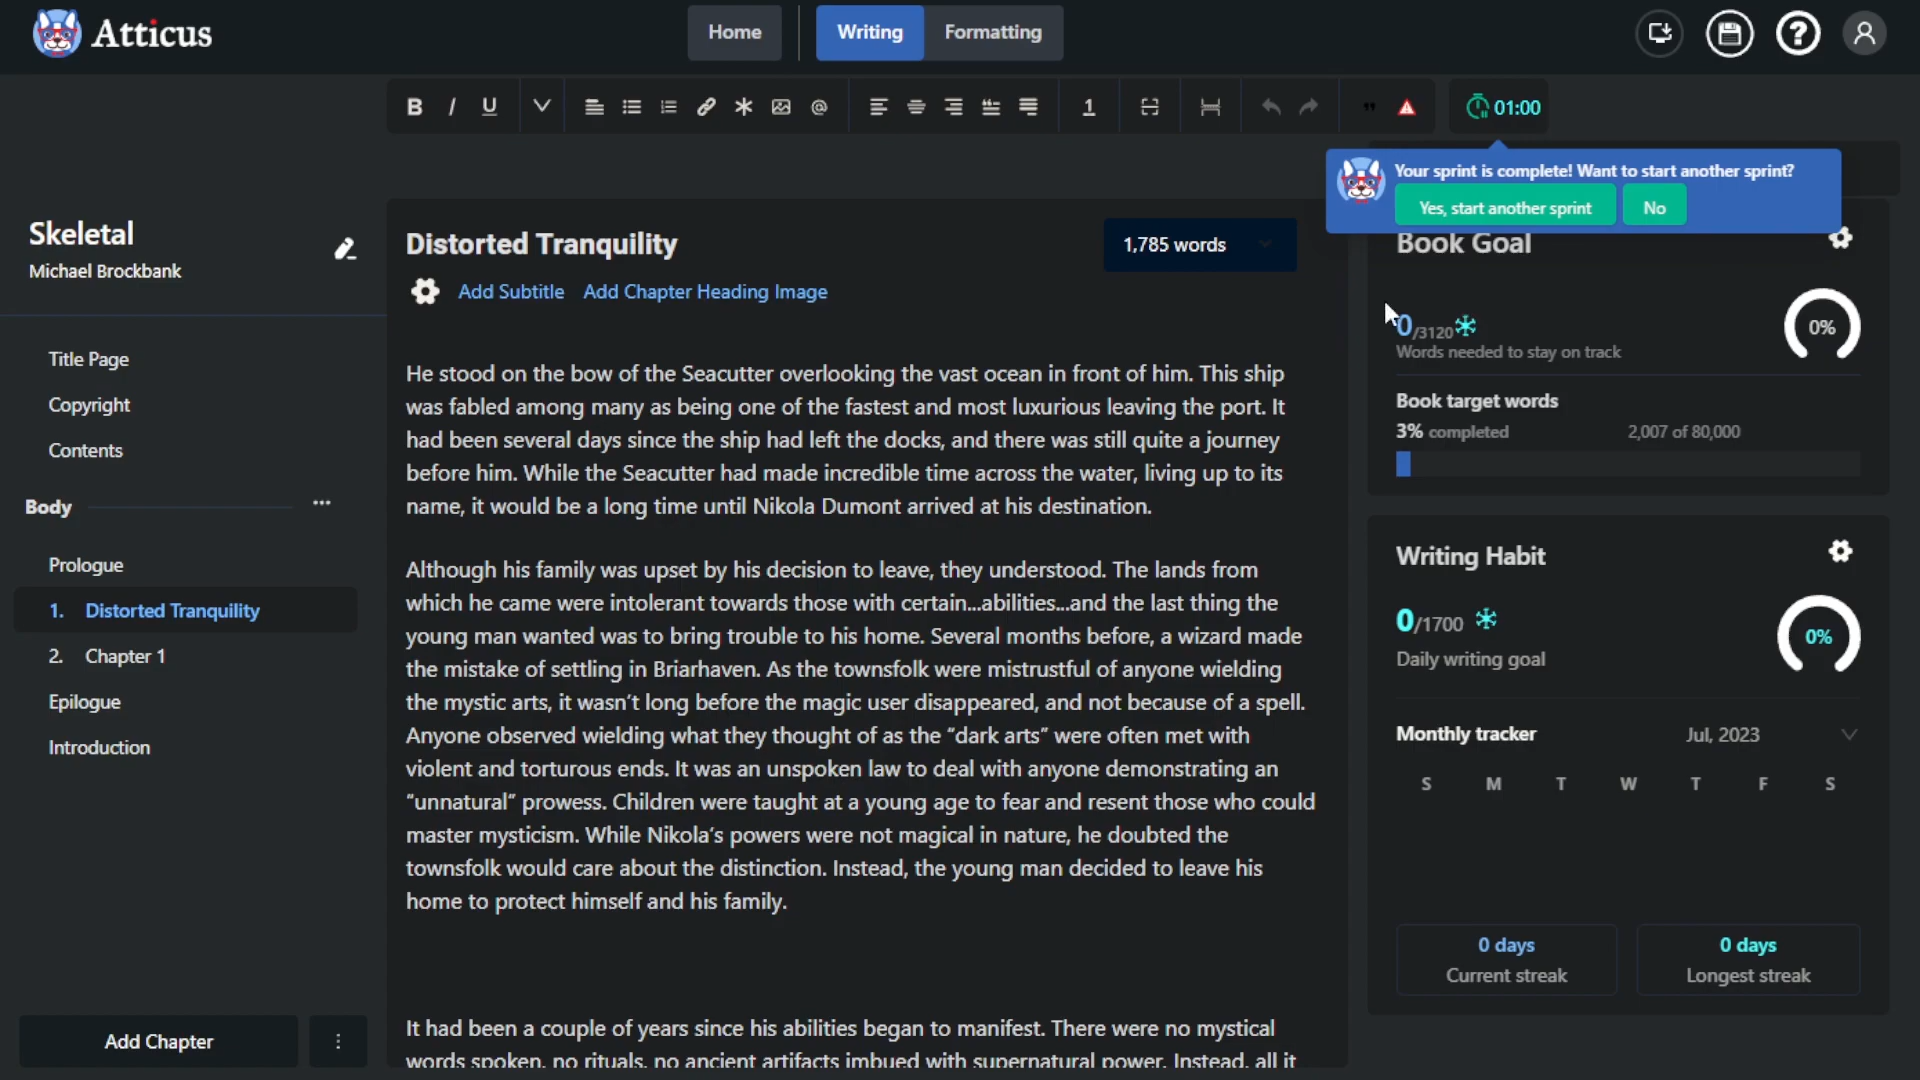 Atticus
Home
Writing
Formatting
B I U
1
01:00
Your sprint is complete! Want to start another sprint?
Yes, start another sprint
No
Skeletal
Michael Brockbank
Title Page
Copyright
Contents
Body
Prologue
1. Distorted Tranquility
2. Chapter 1
Epilogue
Introduction
Add Chapter
Distorted Tranquility
1,785 words
Add Subtitle Add Chapter Heading Image
He stood on the bow of the Seacutter overlooking the vast ocean in front of him. This ship
was fabled among many as being one of the fastest and most luxurious leaving the port. It
had been several days since the ship had left the docks, and there was still quite a journey
before him. While the Seacutter had made incredible time across the water, living up to its
name, it would be a long time until Nikola Dumont arrived at his destination.
Although his family was upset by his decision to leave, they understood. The lands from
which he came were intolerant towards those with certain...abilities...and the last thing the
young man wanted was to bring trouble to his home. Several months before, a wizard made
the mistake of settling in Briarhaven. As the townsfolk were mistrustful of anyone wielding
the mystic arts, it wasn't long before the magic user disappeared, and not because of a spell.
Anyone observed wielding what they thought of as the "dark arts" were often met with
violent and torturous ends. It was an unspoken law to deal with anyone demonstrating an
"unnatural" prowess. Children were taught at a young age to fear and resent those who could
master mysticism. While Nikola's powers were not magical in nature, he doubted the
townsfolk would care about the distinction. Instead, the young man decided to leave his
home to protect himself and his family.
It had been a couple of years since his abilities began to manifest. There were no mystical
words spoken, no rituals, no ancient artifacts imbued with supernatural power. Instead, all it
Book Goal
0/3120
0%
Words needed to stay on track
Book target words
3% completed
2,007 of 80,000
Writing Habit
0/1700
0%
Daily writing goal
Monthly tracker
Jul, 2023
S M T W T F S
0 days
Current streak
0 days
Longest streak